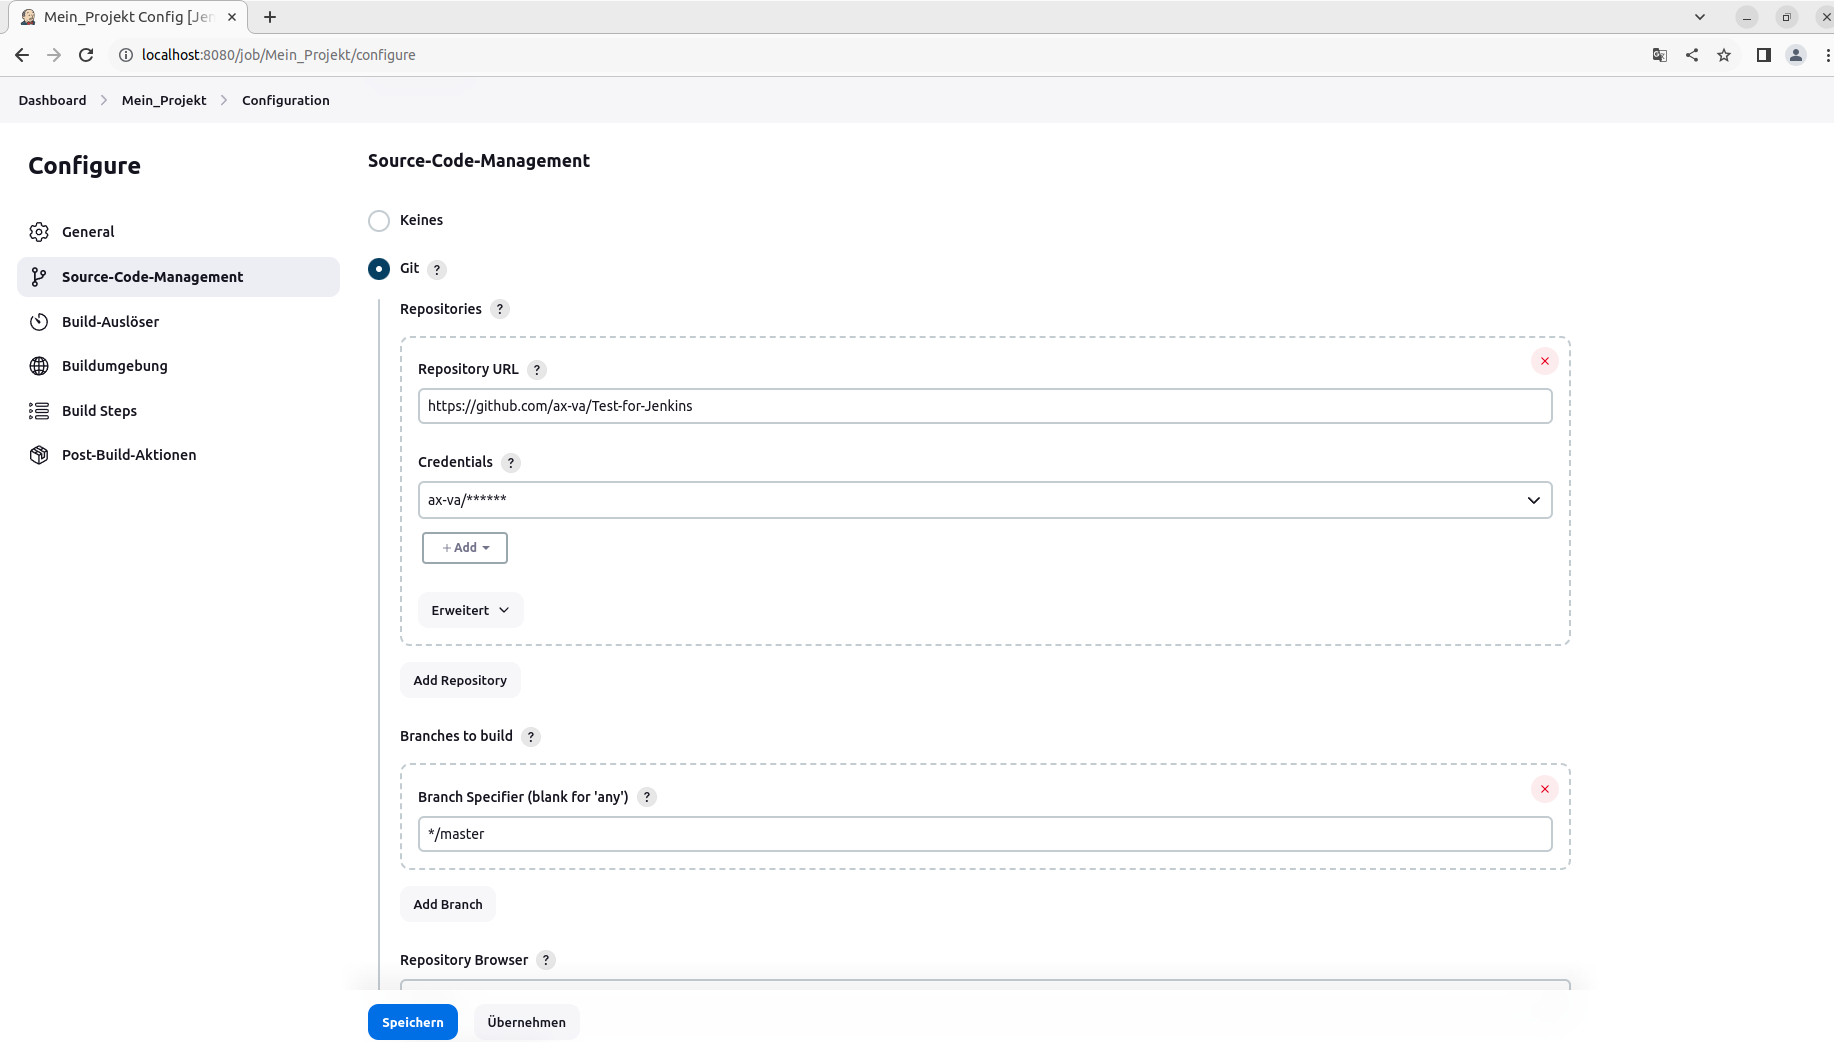 Mein_Projekt Config [Jen
localhost:8080/job/Mein_Projekt/configure
Dashboard Mein_Projekt Configuration
Configure
General
Source-Code-Management
Build-Auslöser
Buildumgebung
Build Steps
Post-Build-Aktionen
Source-Code-Management
Keines
Git ?
Repositories ?
Repository URL ?
https://github.com/ax-va/Test-for-Jenkins
Credentials ?
ax-va/******
+ Add
Erweitert
Add Repository
Branches to build ?
Branch Specifier (blank for 'any') ?
*/master
Add Branch
Repository Browser ?
Speichern Übernehmen